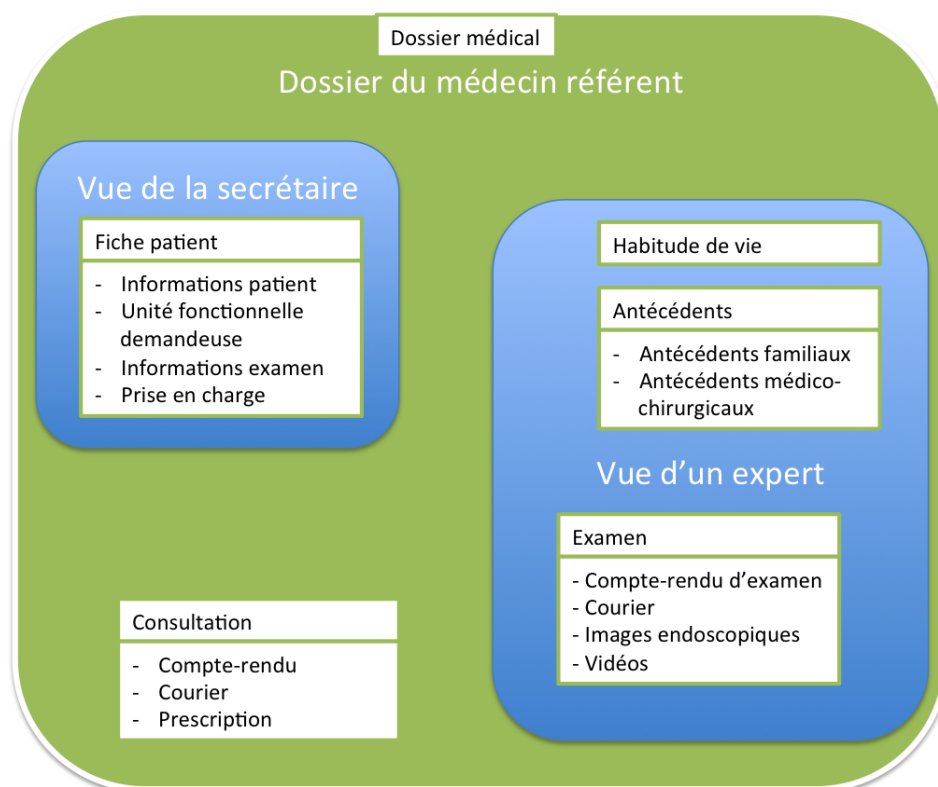 Dossier médical
Dossier du médecin référent
Vue de la secrétaire
Fiche patient
- Informations patient
- Unité fonctionnelle
demandeuse
- Informations examen
- Prise en charge
Habitude de vie
Antécédents
- Antécédents familiaux
- Antécédents médico-
chirurgicaux
Vue d’un expert
Examen
- Compte-rendu d’examen
- Courier
- Images endoscopiques
- Vidéos
Consultation
- Compte-rendu
- Courier
- Prescription